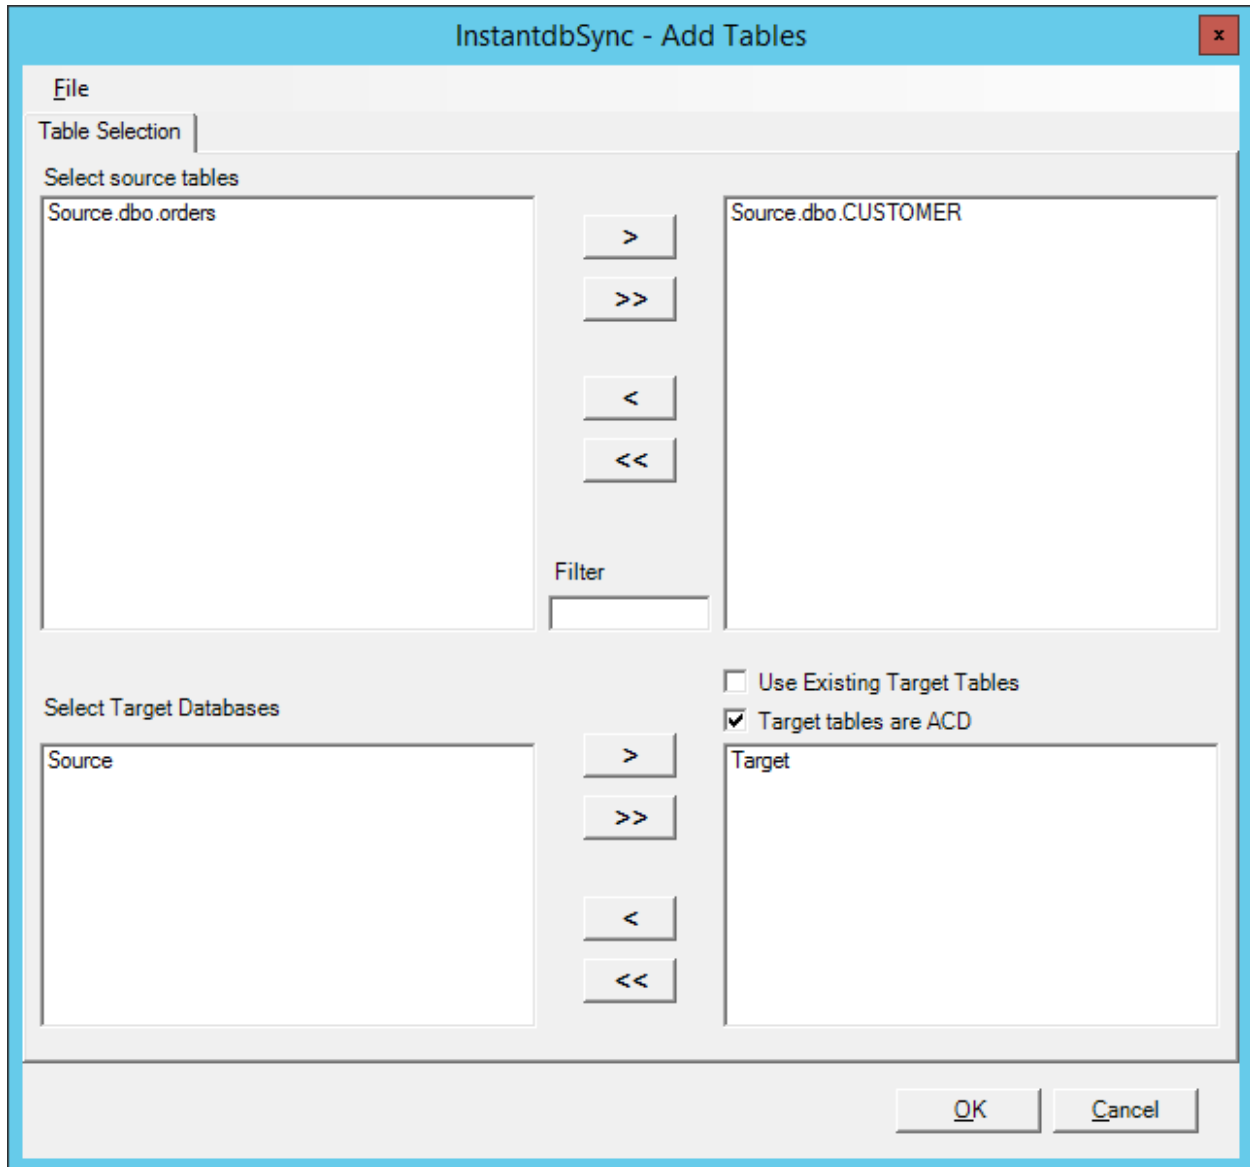 InstantdbSync - Add Tables
x
File
Table Selection
Select source tables
Source.dbo.orders
>
>>
<
<<
Filter
Source.dbo.CUSTOMER
Use Existing Target Tables
Target tables are ACD
Select Target Databases
Source
>
>>
<
<<
Target
OK
Cancel